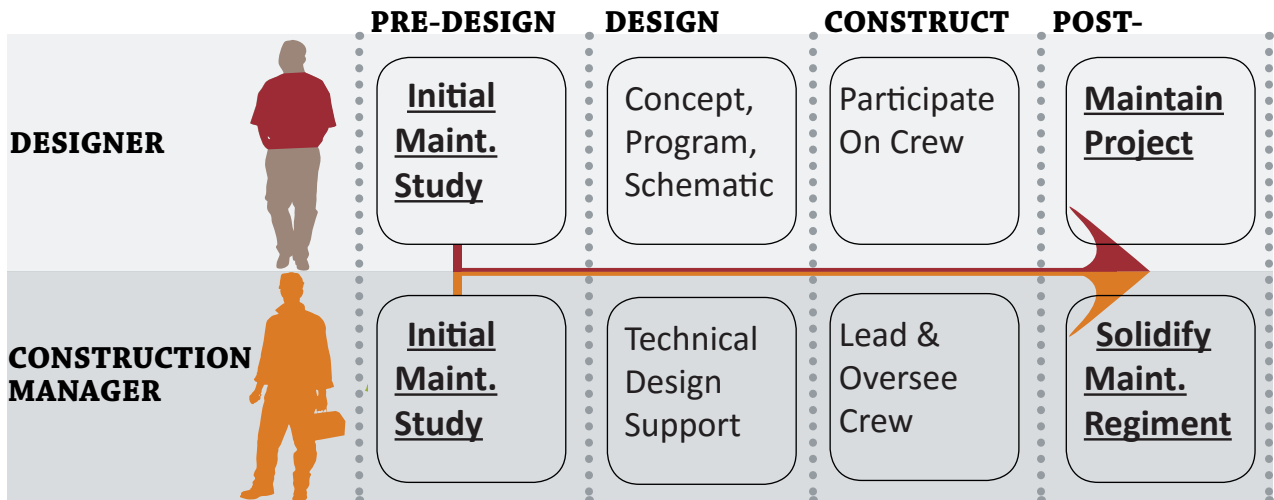 PRE-DESIGN DESIGN CONSTRUCT POST-
DESIGNER
Initial
Maint.
Study
Concept,
Program,
Schematic
Participate
On Crew
Maintain
Project
CONSTRUCTION
MANAGER
Initial
Maint.
Study
Technical
Design
Support
Lead &
Oversee
Crew
Solidify
Maint.
Regiment